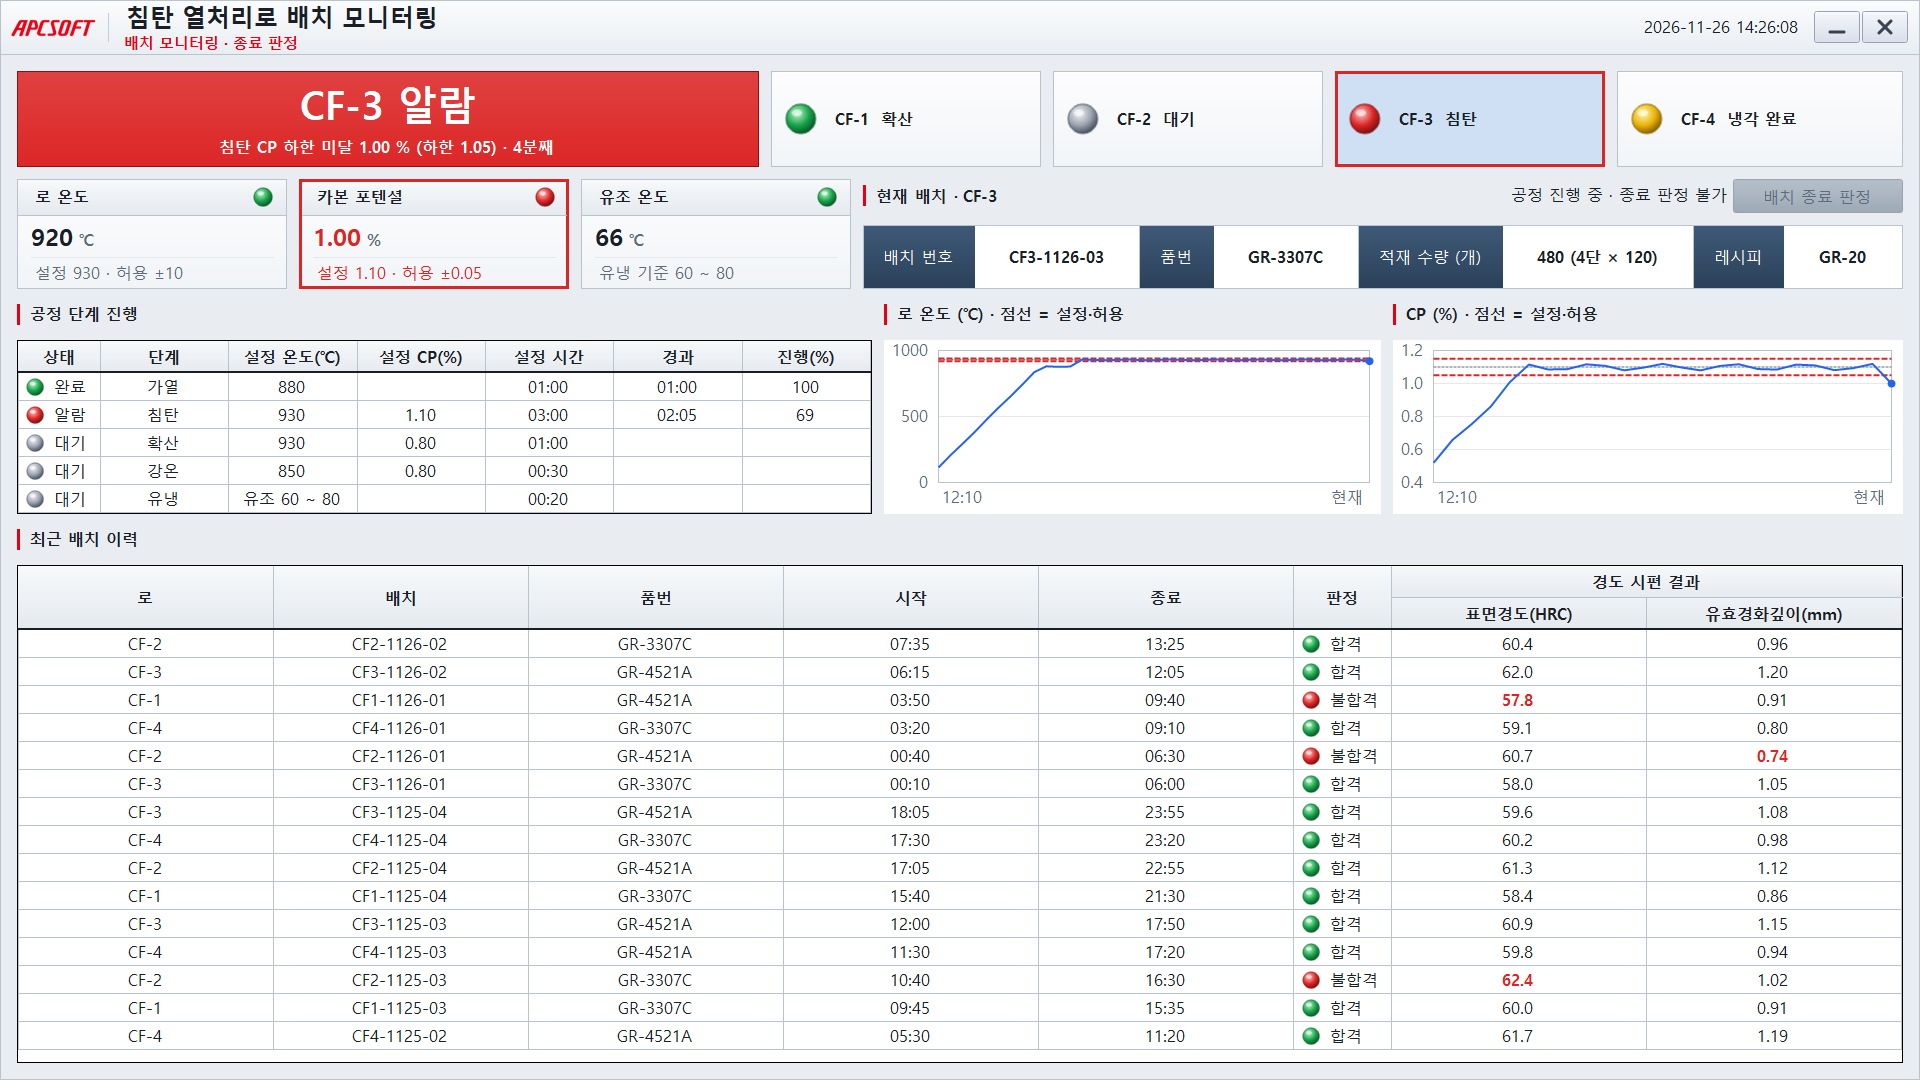 APCSOFT
침탄 열처리로 배치 모니터링
배치 모니터링 · 종료 판정
2026-11-26 14:26:08
CF-3 알람
침탄 CP 하한 미달 1.00 % (하한 1.05) · 4분째
CF-1 확산
CF-2 대기
CF-3 침탄
CF-4 냉각 완료
로 온도
920 ℃
설정 930 · 허용 ±10
카본 포텐셜
1.00 %
설정 1.10 · 허용 ±0.05
유조 온도
66 ℃
유냉 기준 60 ~ 80
현재 배치 · CF-3
공정 진행 중 · 종료 판정 불가
배치 종료 판정
배치 번호 CF3-1126-03 품번 GR-3307C 적재 수량 (개) 480 (4단 × 120) 레시피 GR-20
공정 단계 진행
상태 단계 설정 온도(℃) 설정 CP(%) 설정 시간 경과 진행(%)
완료 가열 880 01:00 01:00 100
알람 침탄 930 1.10 03:00 02:05 69
대기 확산 930 0.80 01:00
대기 강온 850 0.80 00:30
대기 유냉 유조 60 ~ 80 00:20
로 온도 (℃) · 점선 = 설정·허용
1000
500
0
12:10 현재
CP (%) · 점선 = 설정·허용
1.2
1.0
0.8
0.6
0.4
12:10 현재
최근 배치 이력
로 배치 품번 시작 종료 판정 경도 시편 결과
표면경도(HRC) 유효경화깊이(mm)
CF-2 CF2-1126-02 GR-3307C 07:35 13:25 합격 60.4 0.96
CF-3 CF3-1126-02 GR-4521A 06:15 12:05 합격 62.0 1.20
CF-1 CF1-1126-01 GR-4521A 03:50 09:40 불합격 57.8 0.91
CF-4 CF4-1126-01 GR-3307C 03:20 09:10 합격 59.1 0.80
CF-2 CF2-1126-01 GR-4521A 00:40 06:30 불합격 60.7 0.74
CF-3 CF3-1126-01 GR-3307C 00:10 06:00 합격 58.0 1.05
CF-3 CF3-1125-04 GR-4521A 18:05 23:55 합격 59.6 1.08
CF-4 CF4-1125-04 GR-3307C 17:30 23:20 합격 60.2 0.98
CF-2 CF2-1125-04 GR-4521A 17:05 22:55 합격 61.3 1.12
CF-1 CF1-1125-04 GR-3307C 15:40 21:30 합격 58.4 0.86
CF-3 CF3-1125-03 GR-4521A 12:00 17:50 합격 60.9 1.15
CF-4 CF4-1125-03 GR-4521A 11:30 17:20 합격 59.8 0.94
CF-2 CF2-1125-03 GR-3307C 10:40 16:30 불합격 62.4 1.02
CF-1 CF1-1125-03 GR-3307C 09:45 15:35 합격 60.0 0.91
CF-4 CF4-1125-02 GR-4521A 05:30 11:20 합격 61.7 1.19